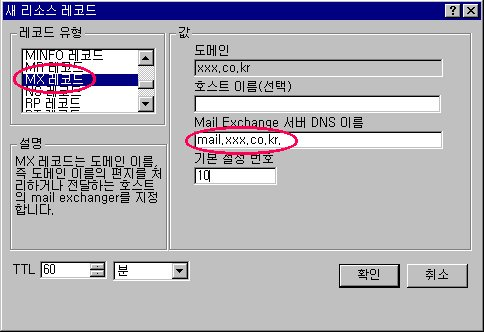 새 리소스 레코드
레코드 유형
MINFO 레코드
MR 레코드
MX 레코드
NS 레코드
RP 레코드
설명
MX 레코드는 도메인 이름,
즉 도메인 이름의 편지를 처
리하거나 전달하는 호스트
의 mail exchanger를 지정
합니다.
값
도메인
xxx.co.kr
호스트 이름(선택)
Mail Exchange 서버 DNS 이름
mail.xxx.co.kr.
기본 설정 번호
10
TTL 60 분
확인 취소